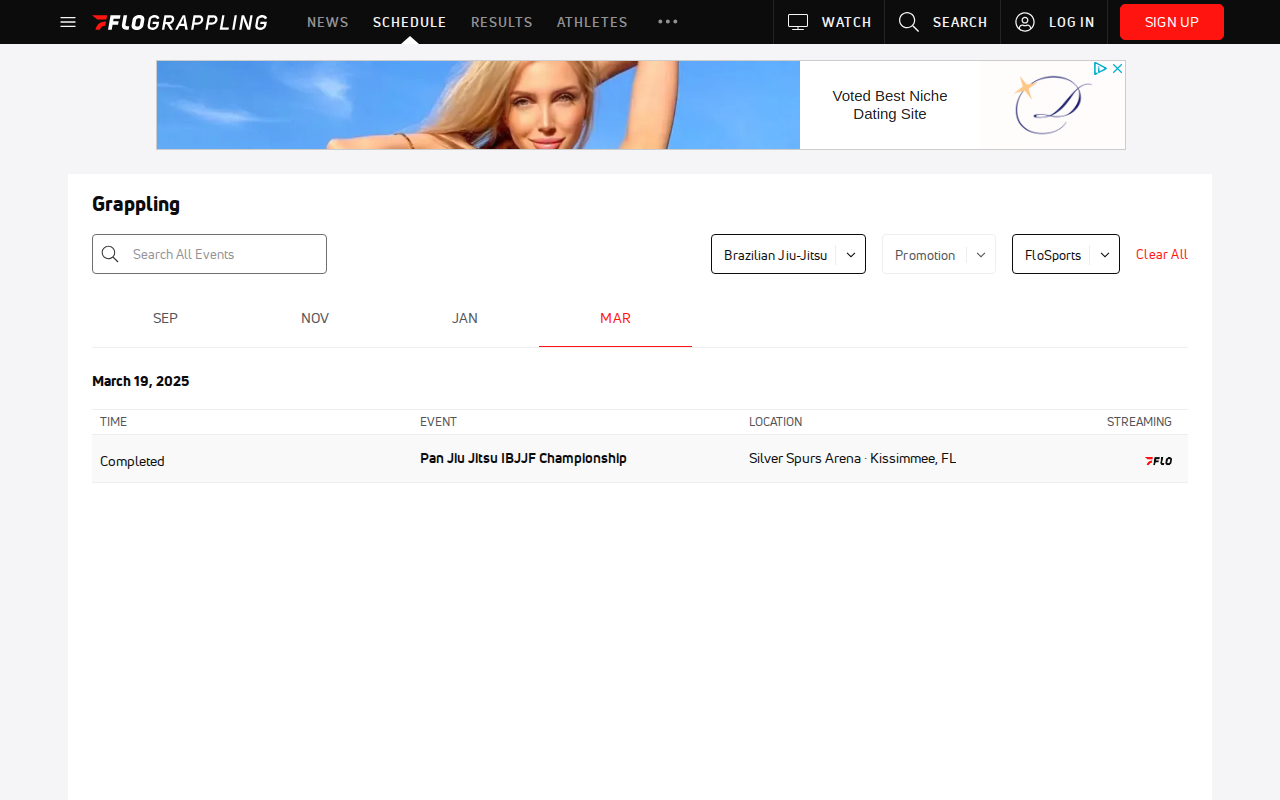 FLOGRAPPLING NEWS SCHEDULE RESULTS ATHLETES WATCH SEARCH LOG IN SIGN UP
Voted Best Niche
Dating Site
D
Grappling
Search All Events Brazilian Jiu-Jitsu Promotion FloSports Clear All
SEP NOV JAN MAR
March 19, 2025
TIME EVENT LOCATION STREAMING
Completed Pan Jiu Jitsu IBJJF Championship Silver Spurs Arena · Kissimmee, FL FLO